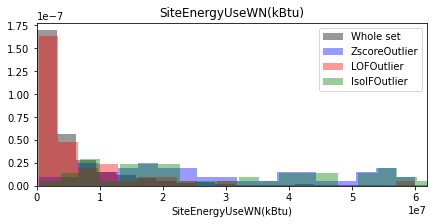 SiteEnergyUseWN(kBtu)
1e−7
1.75
1.50
1.25
1.00
0.75
0.50
0.25
0.00
Whole set
ZscoreOutlier
LOFOutlier
IsolFOutlier
0 1 2 3 4 5 6
1e7
SiteEnergyUseWN(kBtu)